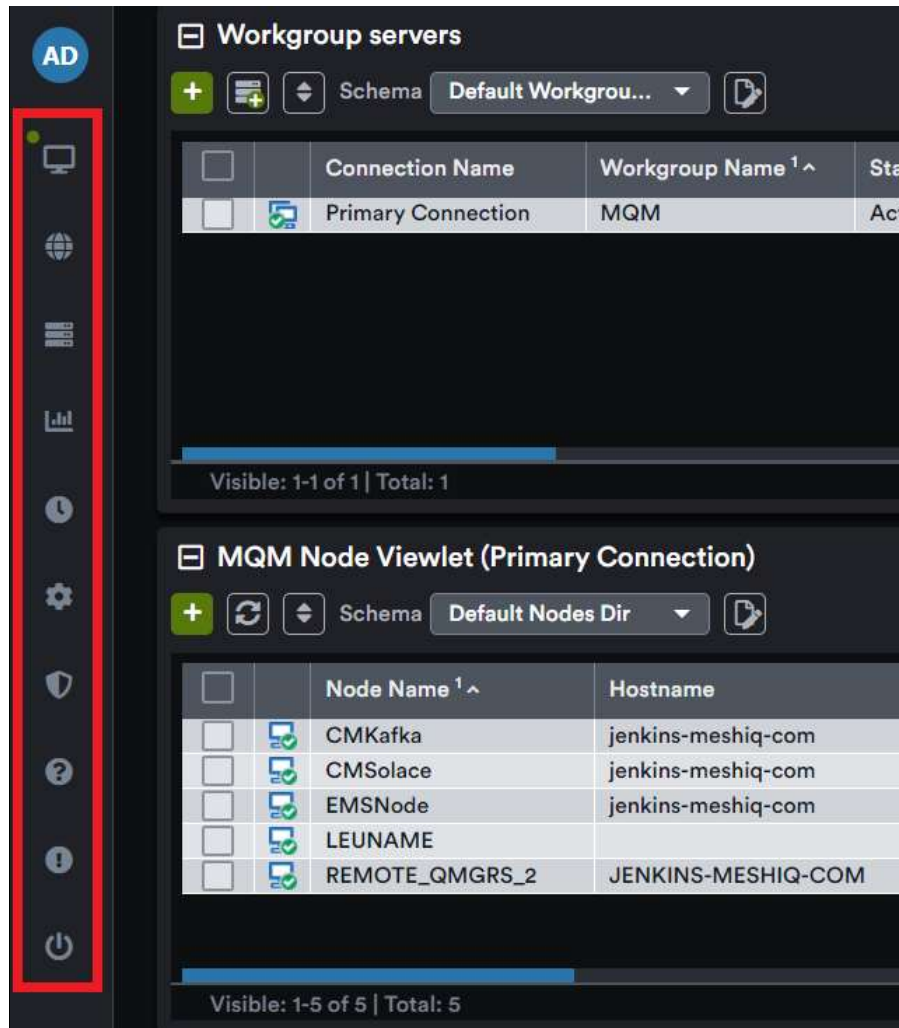 AD
Workgroup servers
+ Schema Default Workgrou...
Connection Name Workgroup Name 1 Sta
Primary Connection MQM Ac
Visible: 1-1 of 1 | Total: 1
MQM Node Viewlet (Primary Connection)
+ Schema Default Nodes Dir
Node Name 1 Hostname
CMKafka jenkins-meshiq-com
CMSolace jenkins-meshiq-com
EMSNode jenkins-meshiq-com
LEUNAME
REMOTE_QMGRS_2 JENKINS-MESHIQ-COM
Visible: 1-5 of 5 | Total: 5